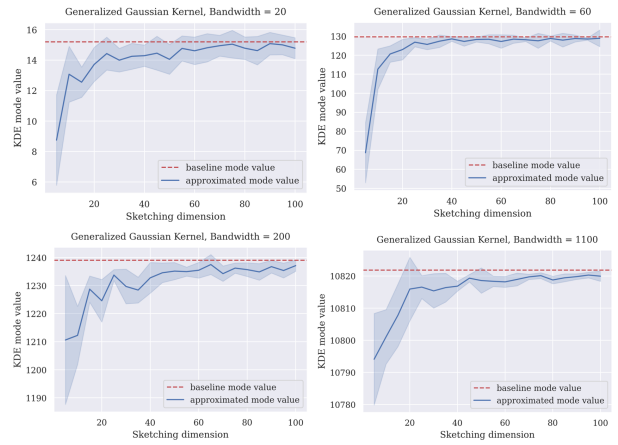 Generalized Gaussian Kernel, Bandwidth = 20
16
14
12
10
8
6
KDE mode value
baseline mode value
approximated mode value
20 40 60 80 100
Sketching dimension
Generalized Gaussian Kernel, Bandwidth = 60
130
120
110
100
90
80
70
60
50
KDE mode value
baseline mode value
approximated mode value
20 40 60 80 100
Sketching dimension
Generalized Gaussian Kernel, Bandwidth = 200
1240
1230
1220
1210
1200
1190
KDE mode value
baseline mode value
approximated mode value
0 20 40 60 80 100
Sketching dimension
Generalized Gaussian Kernel, Bandwidth = 1100
10820
10810
10800
10790
10780
KDE mode value
baseline mode value
approximated mode value
0 20 40 60 80 100
Sketching dimension